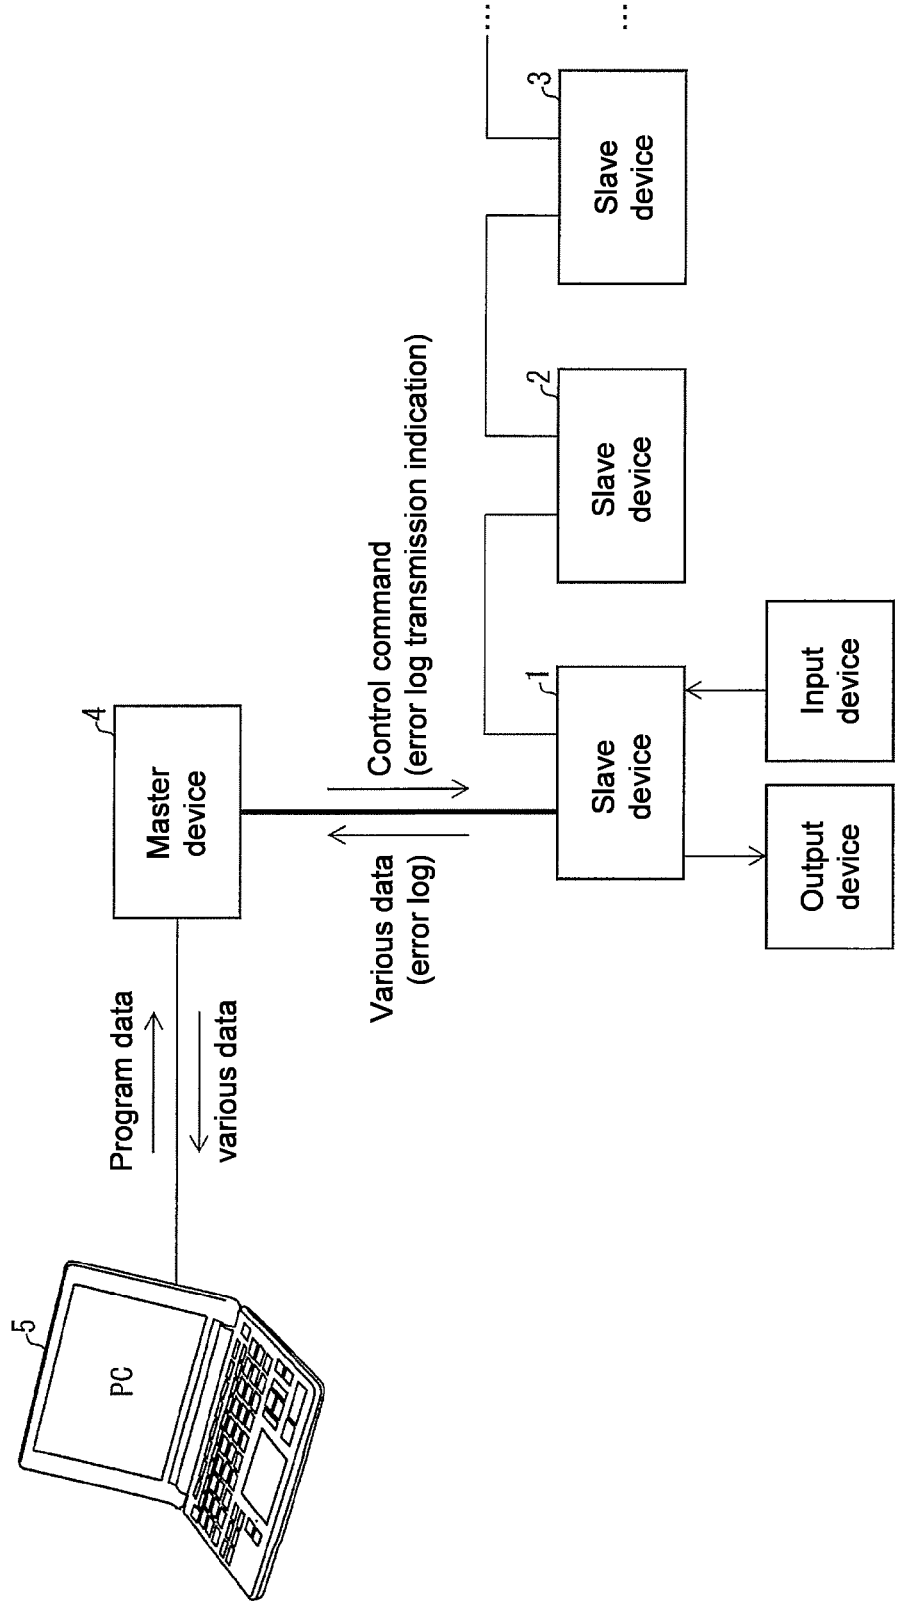 5
PC
Program data
various data
4
Master
device
Various data
(error log)
Control command
(error log transmission indication)
1
Slave
device
2
Slave
device
3
Slave
device
...
...
Output
device
Input
device